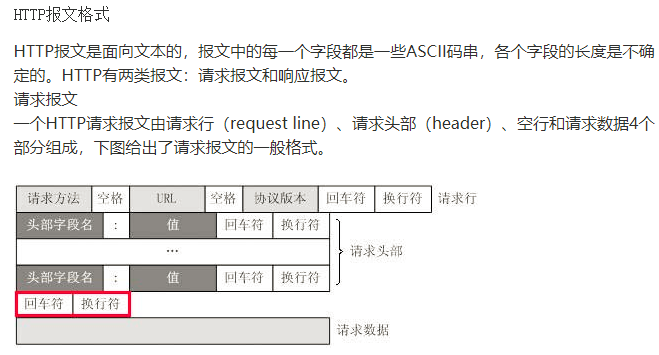 HTTP报文格式
HTTP报文是面向文本的，报文中的每一个字段都是一些ASCII码串，各个字段的长度是不确
定的。HTTP有两类报文：请求报文和响应报文。
请求报文
一个HTTP请求报文由请求行（request line）、请求头部（header）、空行和请求数据4个
部分组成，下图给出了请求报文的一般格式。
请求方法 空格 URL 空格 协议版本 回车符 换行符 请求行
头部字段名 : 值 回车符 换行符
… 请求头部
头部字段名 : 值 回车符 换行符
回车符 换行符
请求数据